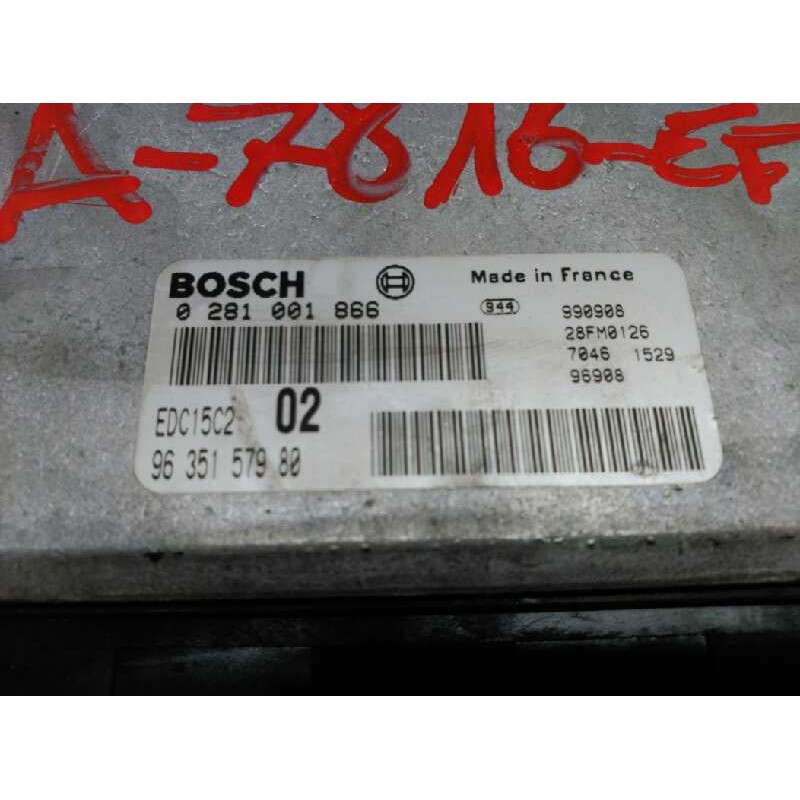 A-7816-EF
BOSCH Made in France
0 281 001 866 944 990908
28FM0126
7046 1529
96908
EDC15C2 02
96 351 579 80